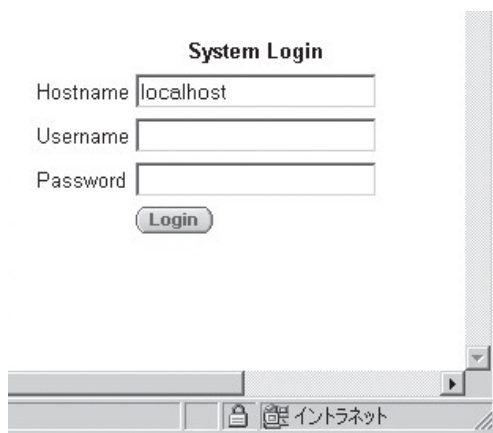 System Login
Hostname localhost
Username
Password
Login
イントラネット